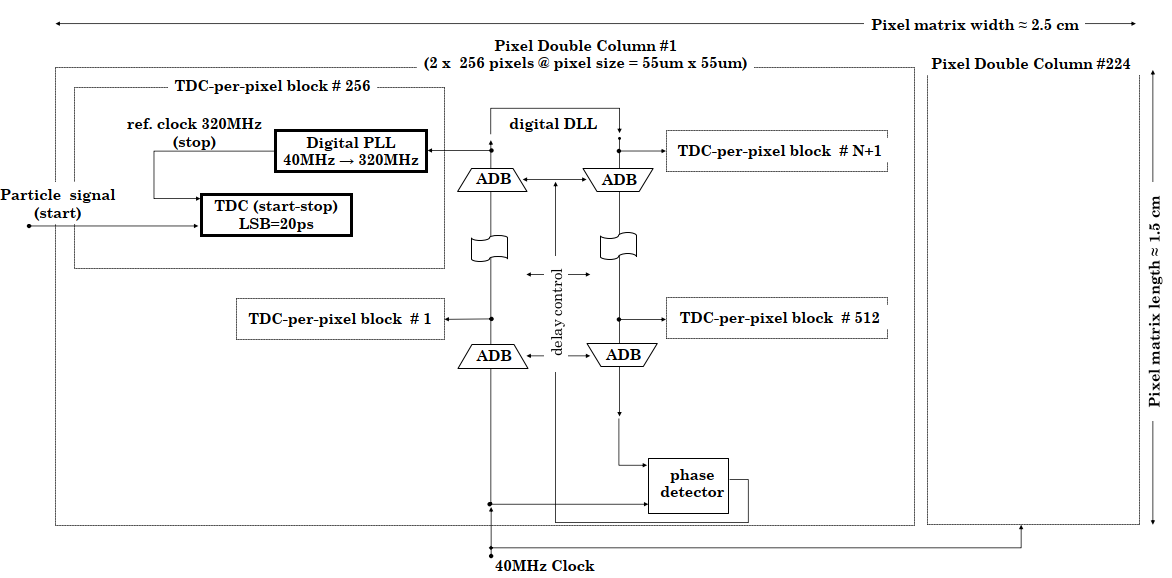 Pixel matrix width ≈ 2.5 cm
Pixel Double Column #1
(2 x 256 pixels @ pixel size = 55um x 55um)
Pixel Double Column #224
TDC-per-pixel block # 256
ref. clock 320MHz
(stop)
digital DLL
Digital PLL
40MHz → 320MHz
TDC-per-pixel block # N+1
ADB
ADB
Particle signal
(start)
TDC (start-stop)
LSB=20ps
delay control
Pixel matrix length ≈ 1.5 cm
TDC-per-pixel block # 1
TDC-per-pixel block # 512
ADB
ADB
phase
detector
40MHz Clock